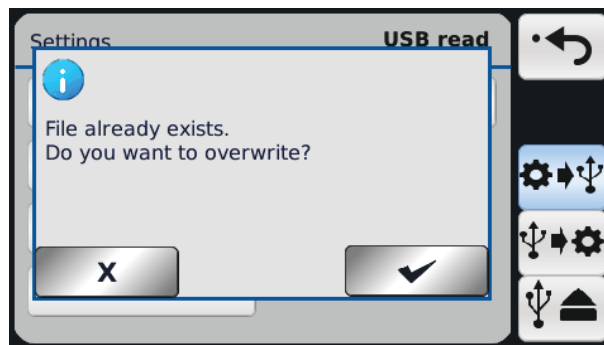 Settings
USB read
File already exists.
Do you want to overwrite?
X